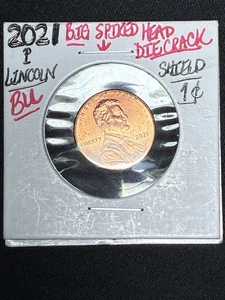 2021 BIG SPIKED HEAD
P DIE CRACK
LINCOLN SHIELD
BU 1¢
LIBERTY 2021